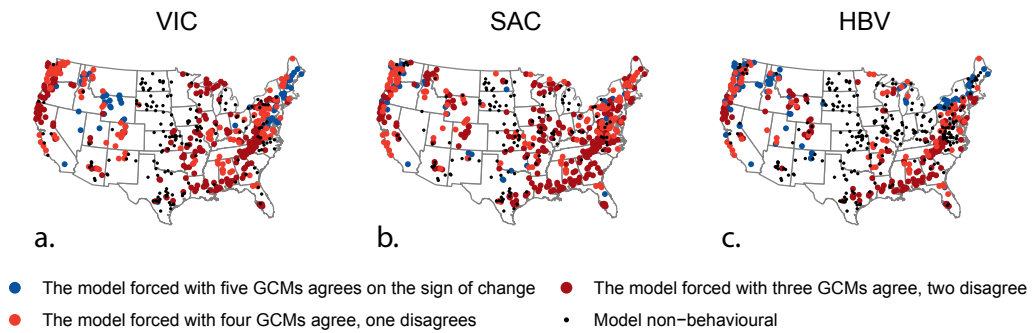 VIC
SAC
HBV
a.
b.
c.
The model forced with five GCMs agrees on the sign of change
The model forced with three GCMs agree, two disagree
The model forced with four GCMs agree, one disagrees
Model non−behavioural